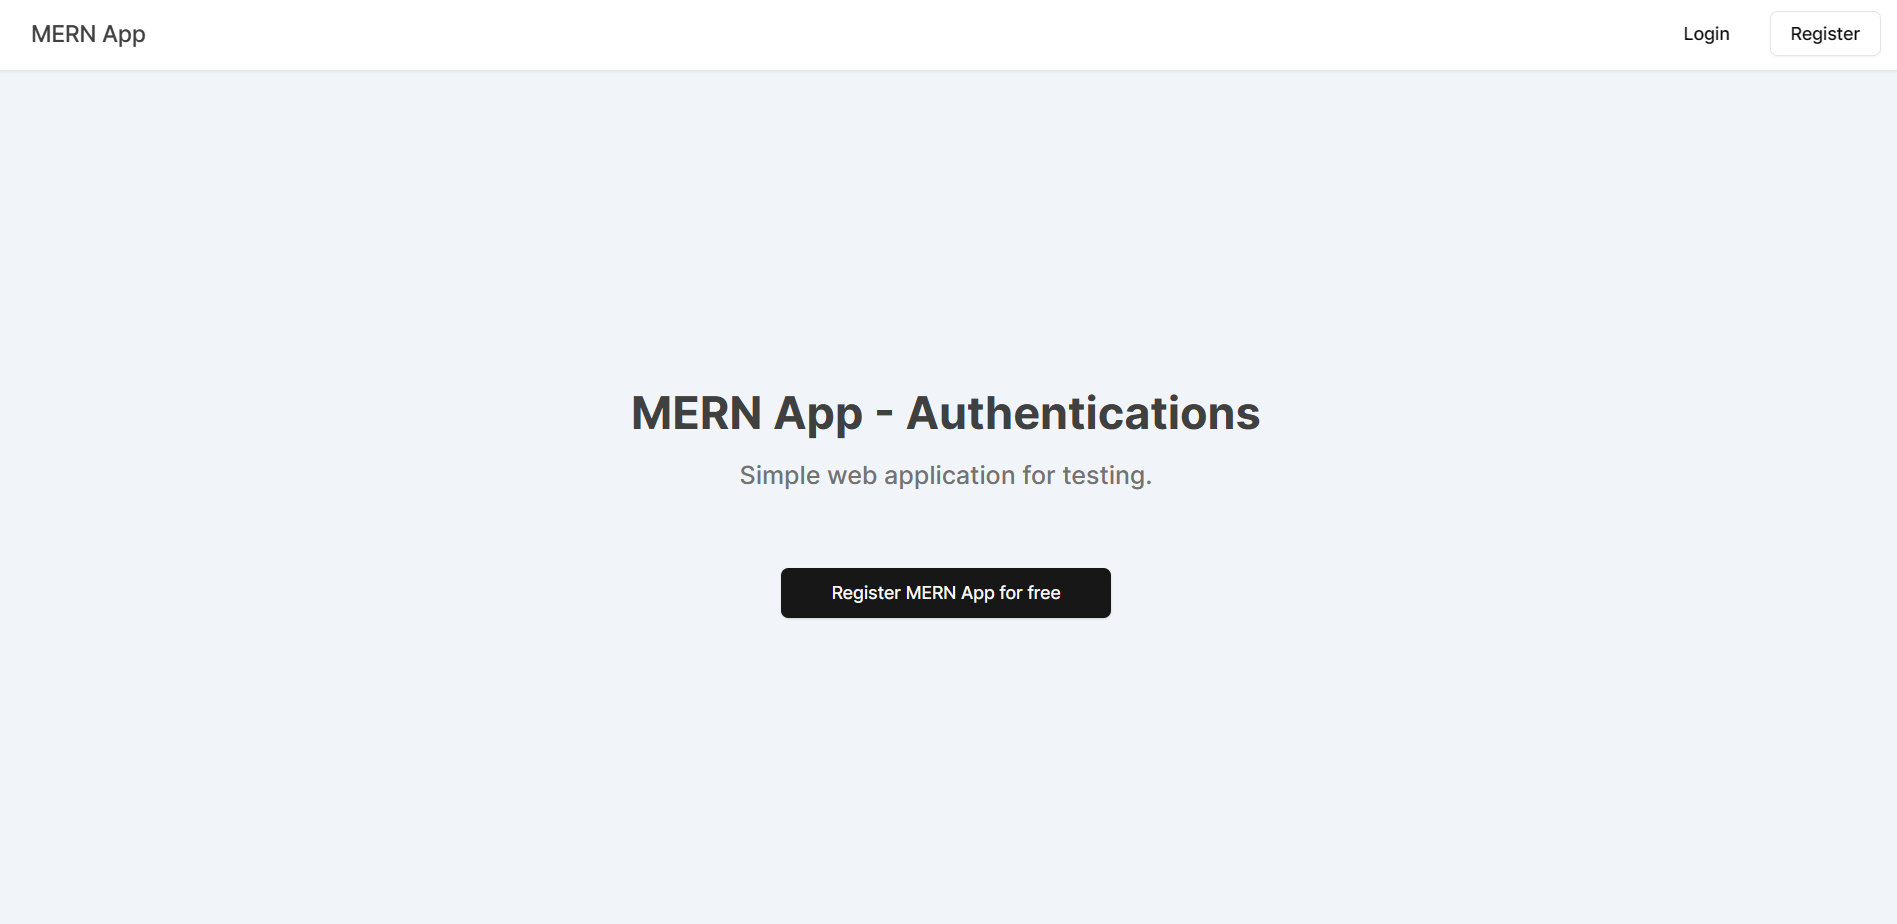 MERN App
Login
Register
MERN App - Authentications
Simple web application for testing.
Register MERN App for free